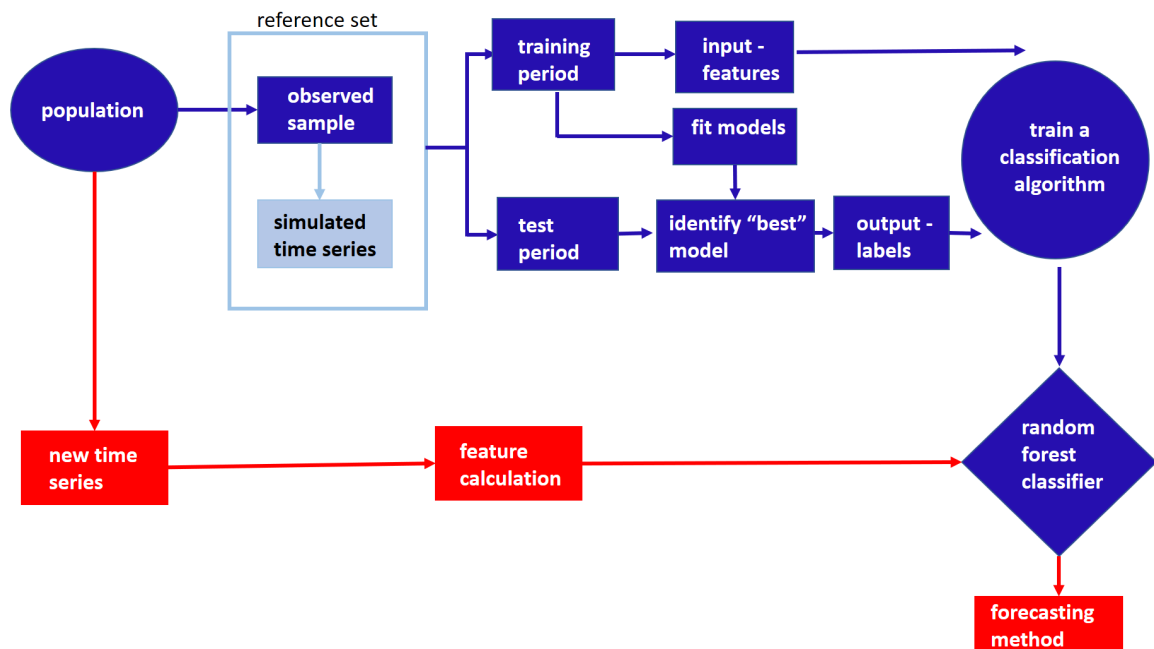 reference set
population
observed
sample
simulated
time series
training
period
input -
features
fit models
test
period
identify “best”
model
output -
labels
train a
classification
algorithm
new time
series
feature
calculation
random
forest
classifier
forecasting
method